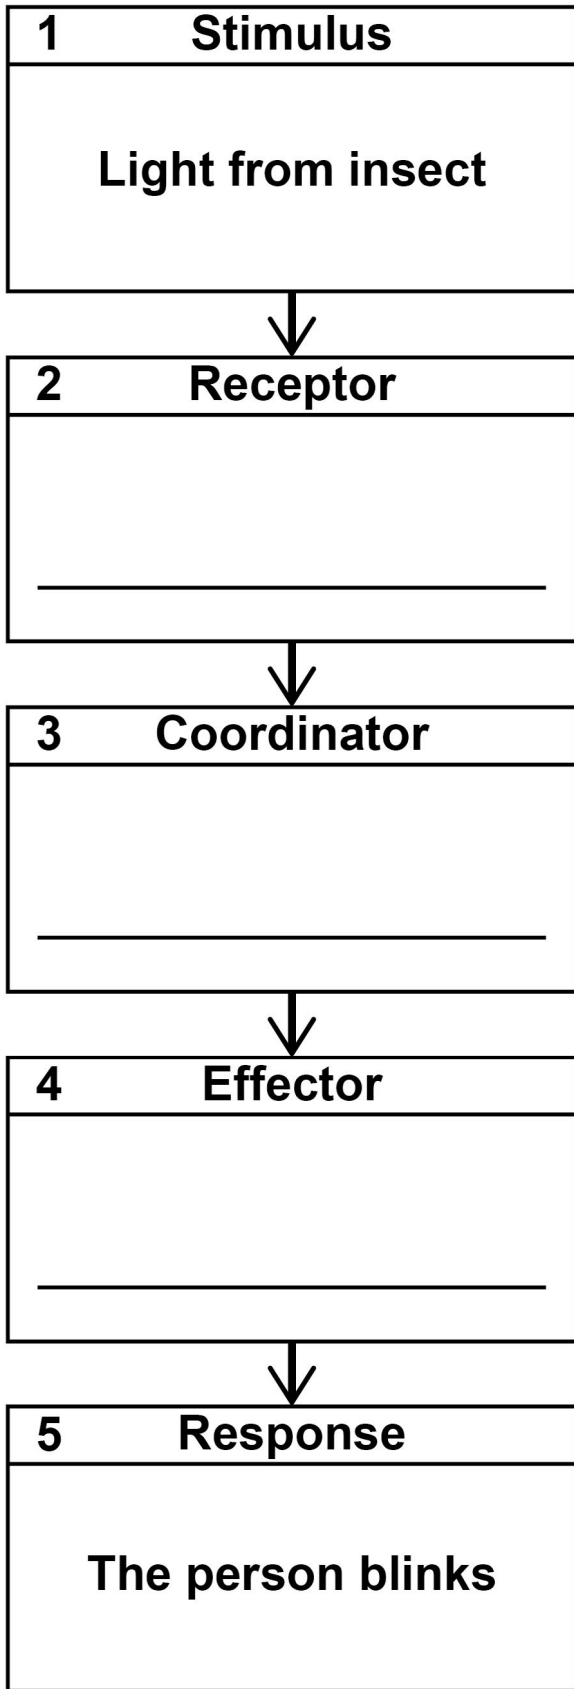 1 Stimulus
Light from insect
2 Receptor
3 Coordinator
4 Effector
5 Response
The person blinks